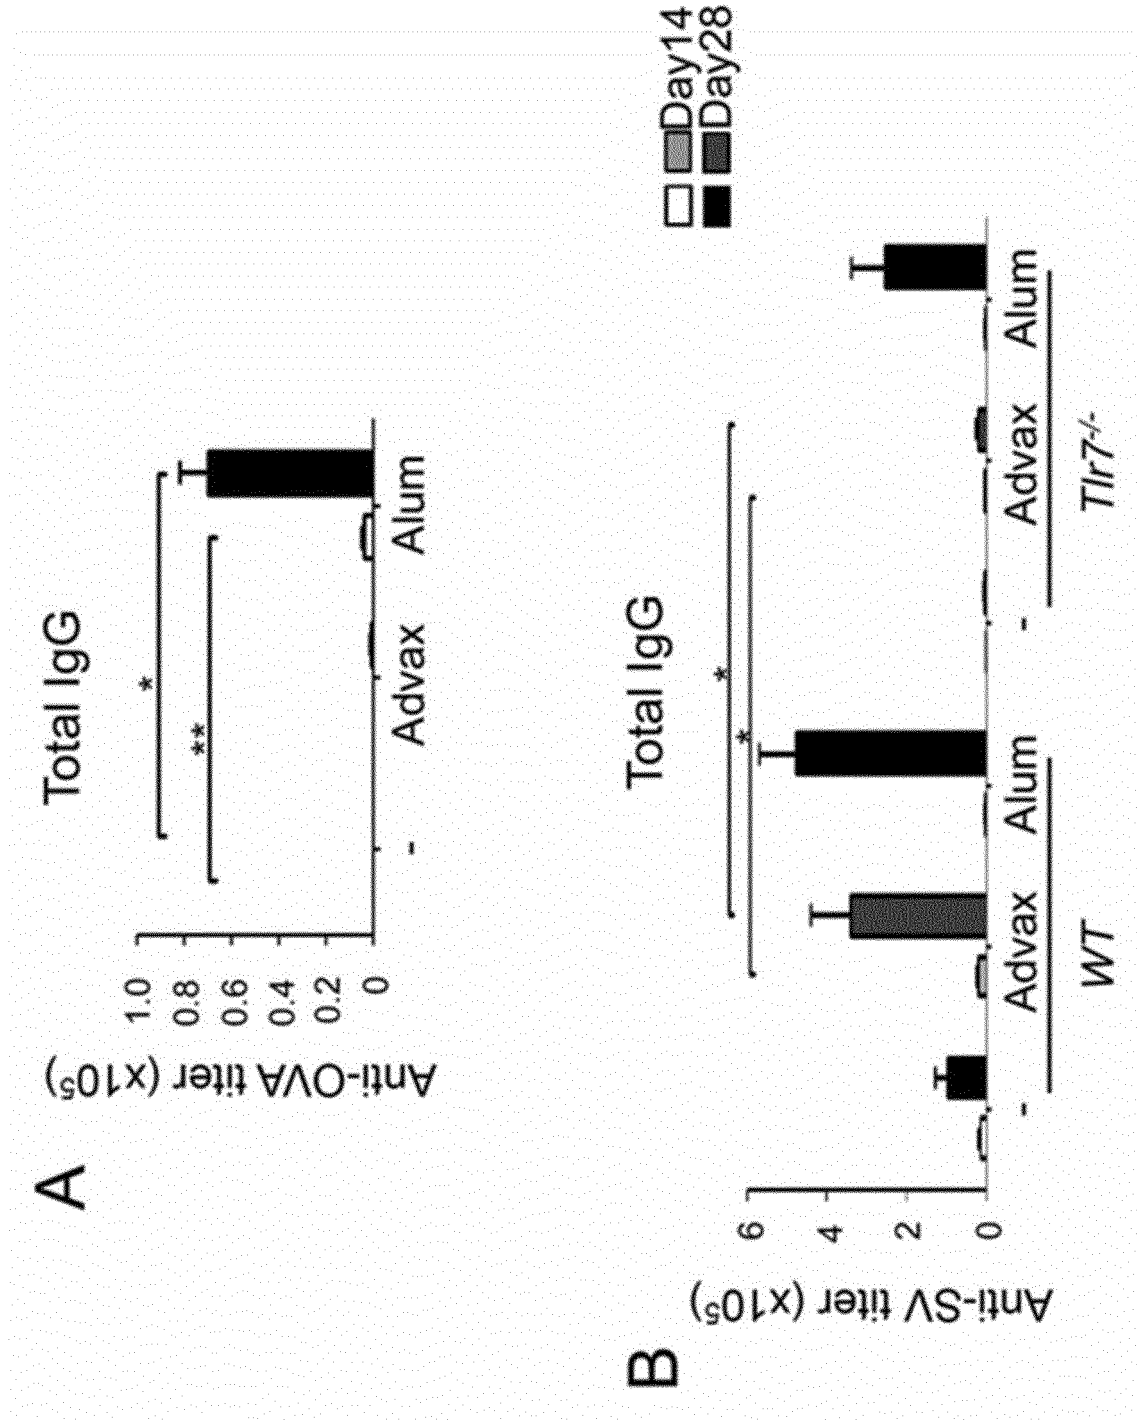 A
Total IgG
Anti-OVA titer (x10⁵)
1.0
0.8
0.6
0.4
0.2
0
*
**
- Advax Alum
B
Total IgG
Day14
Day28
Anti-SV titer (x10⁵)
6
4
2
0
*
*
- Advax Alum - Advax Alum
WT Tlr7⁻/⁻